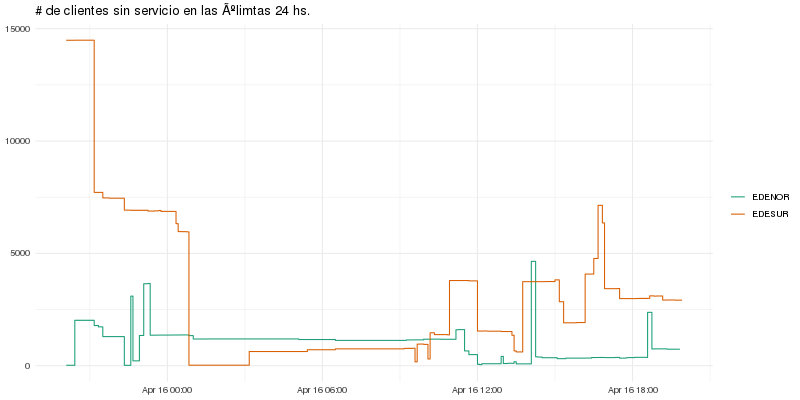 # de clientes sin servicio en las Ãºlimtas 24 hs.
15000
10000
5000
0
Apr 16 00:00
Apr 16 06:00
Apr 16 12:00
Apr 16 18:00
EDENOR
EDESUR